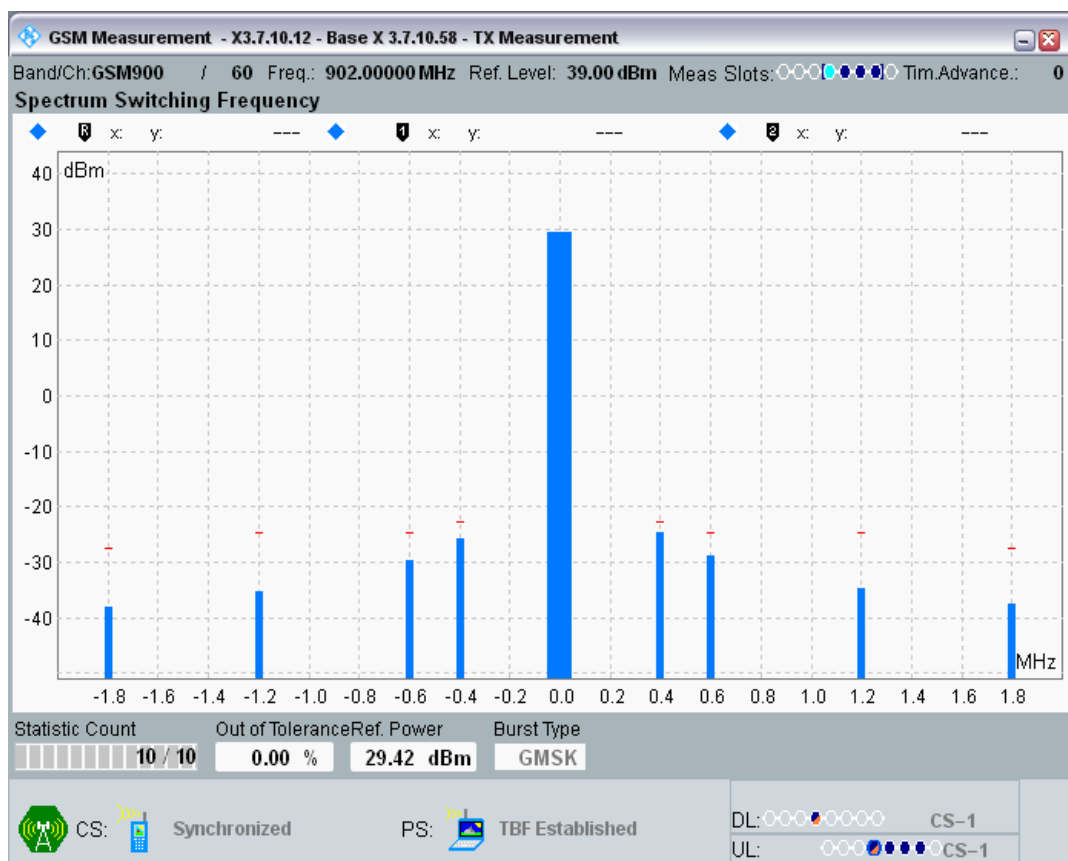 GSM Measurement - X3.7.10.12 - Base X 3.7.10.58 - TX Measurement
Band/Ch:GSM900 / 60 Freq.: 902.00000 MHz Ref. Level: 39.00 dBm Meas Slots: Tim.Advance.: 0
Spectrum Switching Frequency
R x: y: --- 1 x: y: --- 2 x: y: ---
40 dBm
30
20
10
0
-10
-20
-30
-40
MHz
-1.8 -1.6 -1.4 -1.2 -1.0 -0.8 -0.6 -0.4 -0.2 0.0 0.2 0.4 0.6 0.8 1.0 1.2 1.4 1.6 1.8
Statistic Count Out of Tolerance Ref. Power Burst Type
10 / 10 0.00 % 29.42 dBm GMSK
CS: Synchronized PS: TBF Established
DL: CS-1
UL: CS-1